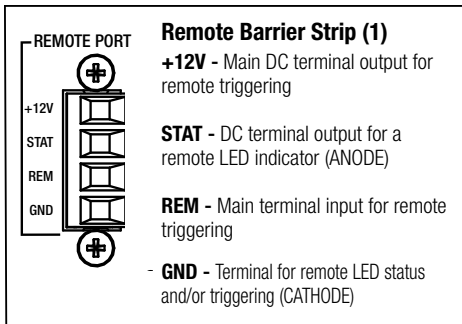 REMOTE PORT
+12V
STAT
REM
GND
Remote Barrier Strip (1)
+12V - Main DC terminal output for
remote triggering
STAT - DC terminal output for a
remote LED indicator (ANODE)
REM - Main terminal input for remote
triggering
- GND - Terminal for remote LED status
and/or triggering (CATHODE)